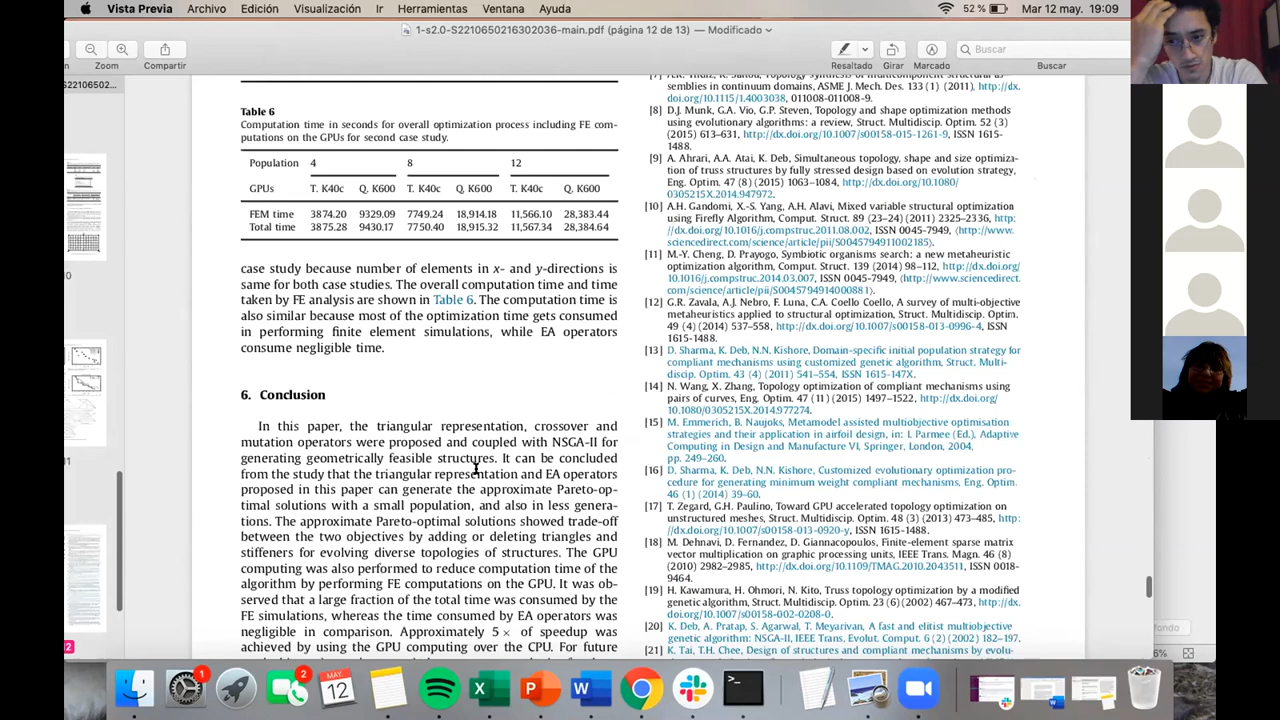 Vista Previa Archivo Edición Visualización Ir Herramientas Ventana Ayuda 52 % Mar 12 may. 19:09
1-s2.0-S2210650216302036-main.pdf (página 12 de 13) — Modificado
Zoom Compartir Resaltado Girar Marcado Buscar
Buscar
Table 6
Computation time in seconds for overall optimization process including FE com-
putations on the GPUs for second case study.
Population 4 8 12
GPUs T. K40c Q. K600 T. K40c Q. K600 T. K40c Q. K600
FEM time 3874.20 9329.09 7749.24 18,914.18 11,566.10 28,383.44
Total time 3875.28 9430.17 7750.40 18,915.32 11,567.34 28,384.64
case study because number of elements in x- and y-directions is
same for both case studies. The overall computation time and time
taken by FE analysis are shown in Table 6. The computation time is
also similar because most of the optimization time gets consumed
in performing finite element simulations, while EA operators
consume negligible time.
6. Conclusion
In this paper, the triangular representation, crossover and
mutation operators were proposed and coupled with NSGA-II for
generating geometrically feasible structures. It can be concluded
from the study that the triangular representation and EA operators
proposed in this paper can generate the approximate Pareto-op-
timal solutions with a small population, and also in less genera-
tions. The approximate Pareto-optimal solutions showed trade-off
between the two objectives by adding or deleting triangles and
stiffeners for evolving diverse topologies of structures. The GPU
computing was also performed to reduce computation time of the
algorithm by performing FE computations on the GPU. It was ob-
served that a large fraction of the total time was consumed by the
FE simulations, whereas the time consumed by EA operators was
negligible in comparison. Approximately 5 × of speedup was
achieved by using the GPU computing over the CPU. For future
semblies in continuum domains, ASME J. Mech. Des. 133 (1) (2011), http://dx.
doi.org/10.1115/1.4003038, 011008-011008-9.
[8] D.J. Munk, G.A. Vio, G.P. Steven, Topology and shape optimization methods
using evolutionary algorithms: a review, Struct. Multidiscip. Optim. 52 (3)
(2015) 613–631, http://dx.doi.org/10.1007/s00158-015-1261-9, ISSN 1615-
1488.
[9] A. Ahrari, A.A. Atai, K. Deb, Simultaneous topology, shape and size optimiza-
tion of truss structures by fully stressed design based on evolution strategy,
Eng. Optim. 47 (8) (2015) 1063–1084, http://dx.doi.org/10.1080/
0305215X.2014.947972.
[10] A.H. Gandomi, X.-S. Yang, A.H. Alavi, Mixed variable structural optimization
using Firefly Algorithm, Comput. Struct. 89 (23–24) (2011) 2325–2336, http:
//dx.doi.org/10.1016/j.compstruc.2011.08.002, ISSN 0045-7949, 〈http://www.
sciencedirect.com/science/article/pii/S0045794911002185〉.
[11] M.-Y. Cheng, D. Prayogo, Symbiotic organisms search: a new metaheuristic
optimization algorithm, Comput. Struct. 139 (2014) 98–112, http://dx.doi.org/
10.1016/j.compstruc.2014.03.007, ISSN 0045-7949, 〈http://www.sciencedirect.
com/science/article/pii/S0045794914000881〉.
[12] G.R. Zavala, A.J. Nebro, F. Luna, C.A. Coello Coello, A survey of multi-objective
metaheuristics applied to structural optimization, Struct. Multidiscip. Optim.
49 (4) (2014) 537–558, http://dx.doi.org/10.1007/s00158-013-0996-4, ISSN
1615-1488.
[13] D. Sharma, K. Deb, N.N. Kishore, Domain-specific initial population strategy for
compliant mechanisms using customized genetic algorithm, Struct. Multi-
discip. Optim. 43 (4) (2011) 541–554, ISSN 1615-147X.
[14] N. Wang, X. Zhang, Topology optimization of compliant mechanisms using
pairs of curves, Eng. Optim. 47 (11) (2015) 1497–1522, http://dx.doi.org/
10.1080/0305215X.2014.977274.
[15] M. Emmerich, B. Naujoks, Metamodel assisted multiobjective optimisation
strategies and their application in airfoil design, in: I. Parmee (Ed.), Adaptive
Computing in Design and Manufacture VI, Springer, London, 2004,
pp. 249–260.
[16] D. Sharma, K. Deb, N.N. Kishore, Customized evolutionary optimization pro-
cedure for generating minimum weight compliant mechanisms, Eng. Optim.
46 (1) (2014) 39–60.
[17] T. Zegard, G.H. Paulino, Toward GPU accelerated topology optimization on
unstructured meshes, Struct. Multidiscip. Optim. 48 (3) (2013) 473–485, http:
//dx.doi.org/10.1007/s00158-013-0920-y, ISSN 1615-1488.
[18] M. Dehnavi, D. Fernandez, D. Giannacopoulos, Finite-element sparse matrix
vector multiplication on graphic processing units, IEEE Trans. Magn. 46 (8)
(2010) 2982–2985, http://dx.doi.org/10.1109/TMAG.2010.2043511, ISSN 0018-
9464.
[19] H. Kawamura, H. Ohmori, N. Kito, Truss topology optimization by a modified
genetic algorithm, Struct. Multidiscip. Optim. 23 (6) (2002) 467–473, http://dx.
doi.org/10.1007/s00158-002-0208-0.
[20] K. Deb, A. Pratap, S. Agarwal, T. Meyarivan, A fast and elitist multiobjective
genetic algorithm: NSGA-II, IEEE Trans. Evolut. Comput. 6 (2) (2002) 182–197.
[21] K. Tai, T.H. Chee, Design of structures and compliant mechanisms by evolu-
MAY.
12
1
2